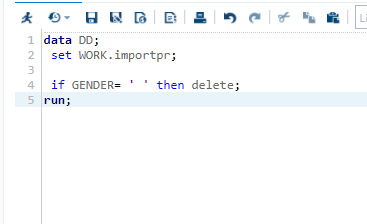 1 data DD;
2 set WORK.importpr;
3
4 if GENDER= ' ' then delete;
5 run;